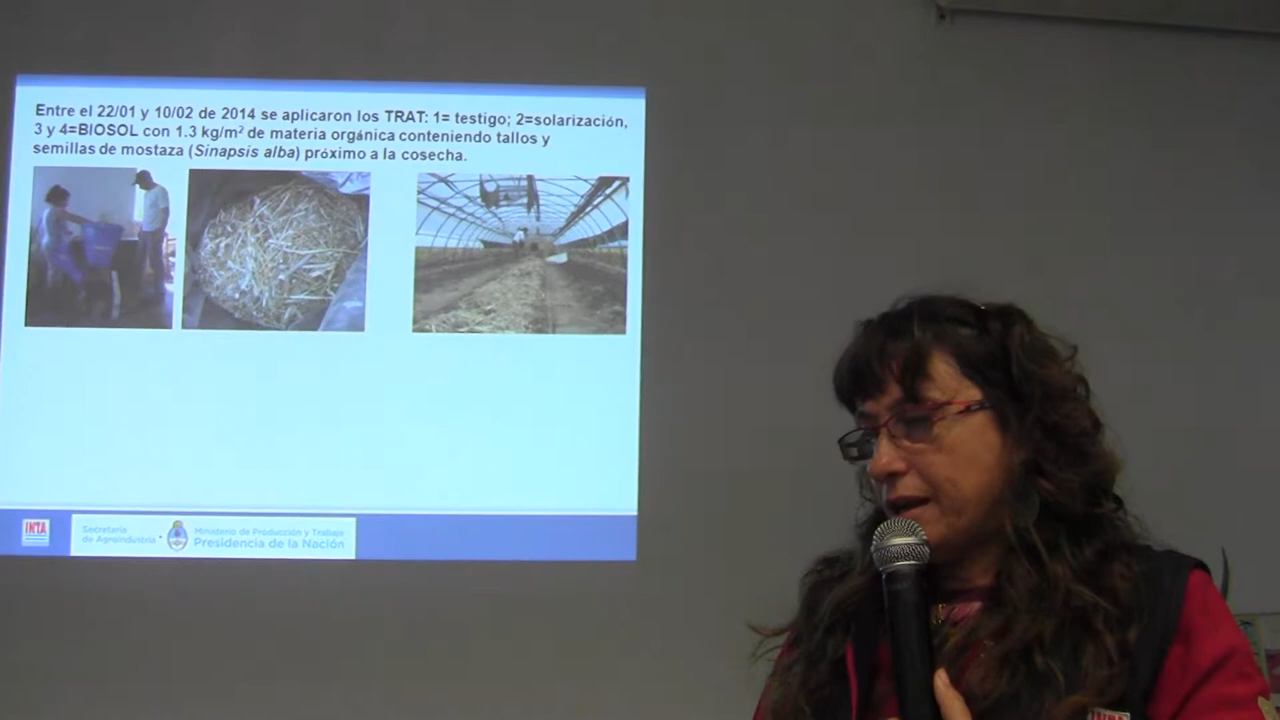 Entre el 22/01 y 10/02 de 2014 se aplicaron los TRAT: 1= testigo; 2=solarización,
3 y 4=BIOSOL con 1.3 kg/m² de materia orgánica conteniendo tallos y
semillas de mostaza (Sinapsis alba) próximo a la cosecha.
INTA
Secretaría
de Agroindustria
Ministerio de Producción y Trabajo
Presidencia de la Nación
INTA